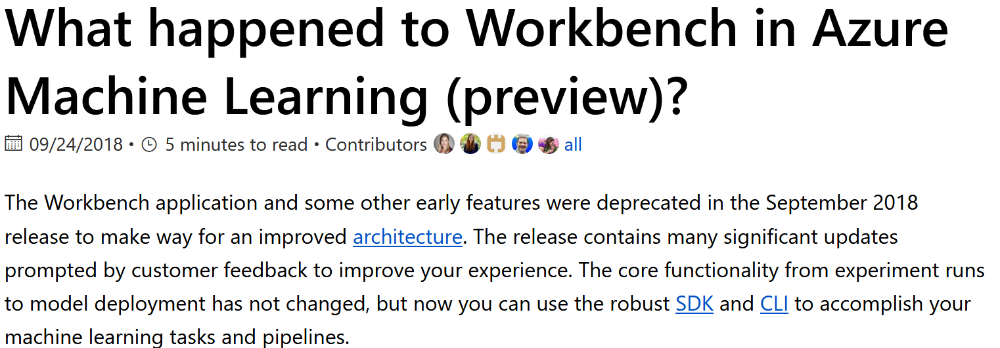 What happened to Workbench in Azure
Machine Learning (preview)?
09/24/2018 • 5 minutes to read • Contributors all
The Workbench application and some other early features were deprecated in the September 2018
release to make way for an improved architecture. The release contains many significant updates
prompted by customer feedback to improve your experience. The core functionality from experiment runs
to model deployment has not changed, but now you can use the robust SDK and CLI to accomplish your
machine learning tasks and pipelines.